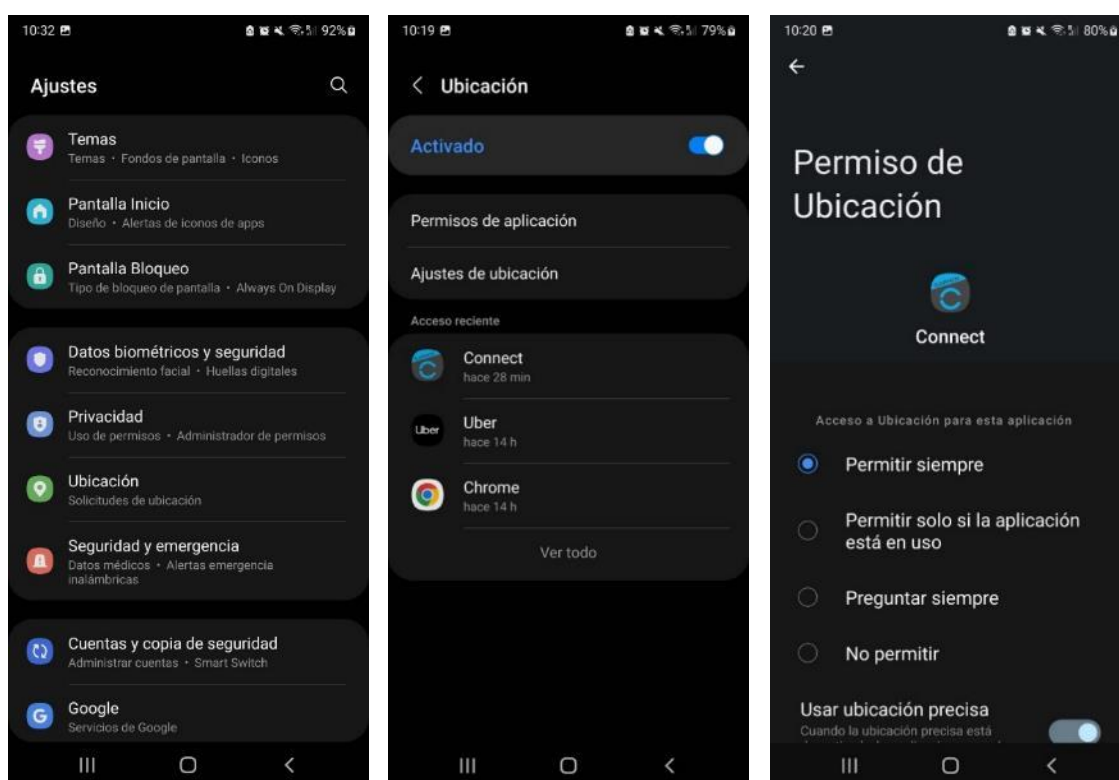 10:32
92%
Ajustes
Temas
Temas • Fondos de pantalla • Iconos
Pantalla Inicio
Diseño • Alertas de iconos de apps
Pantalla Bloqueo
Tipo de bloqueo de pantalla • Always On Display
Datos biométricos y seguridad
Reconocimiento facial • Huellas digitales
Privacidad
Uso de permisos • Administrador de permisos
Ubicación
Solicitudes de ubicación
Seguridad y emergencia
Datos médicos • Alertas emergencia
inalámbricas
Cuentas y copia de seguridad
Administrar cuentas • Smart Switch
Google
Servicios de Google
10:19
79%
Ubicación
Activado
Permisos de aplicación
Ajustes de ubicación
Acceso reciente
Connect
hace 28 min
Uber
Uber
hace 14 h
Chrome
hace 14 h
Ver todo
10:20
80%
Permiso de
Ubicación
Connect
Acceso a Ubicación para esta aplicación
Permitir siempre
Permitir solo si la aplicación
está en uso
Preguntar siempre
No permitir
Usar ubicación precisa
Cuando la ubicación precisa está